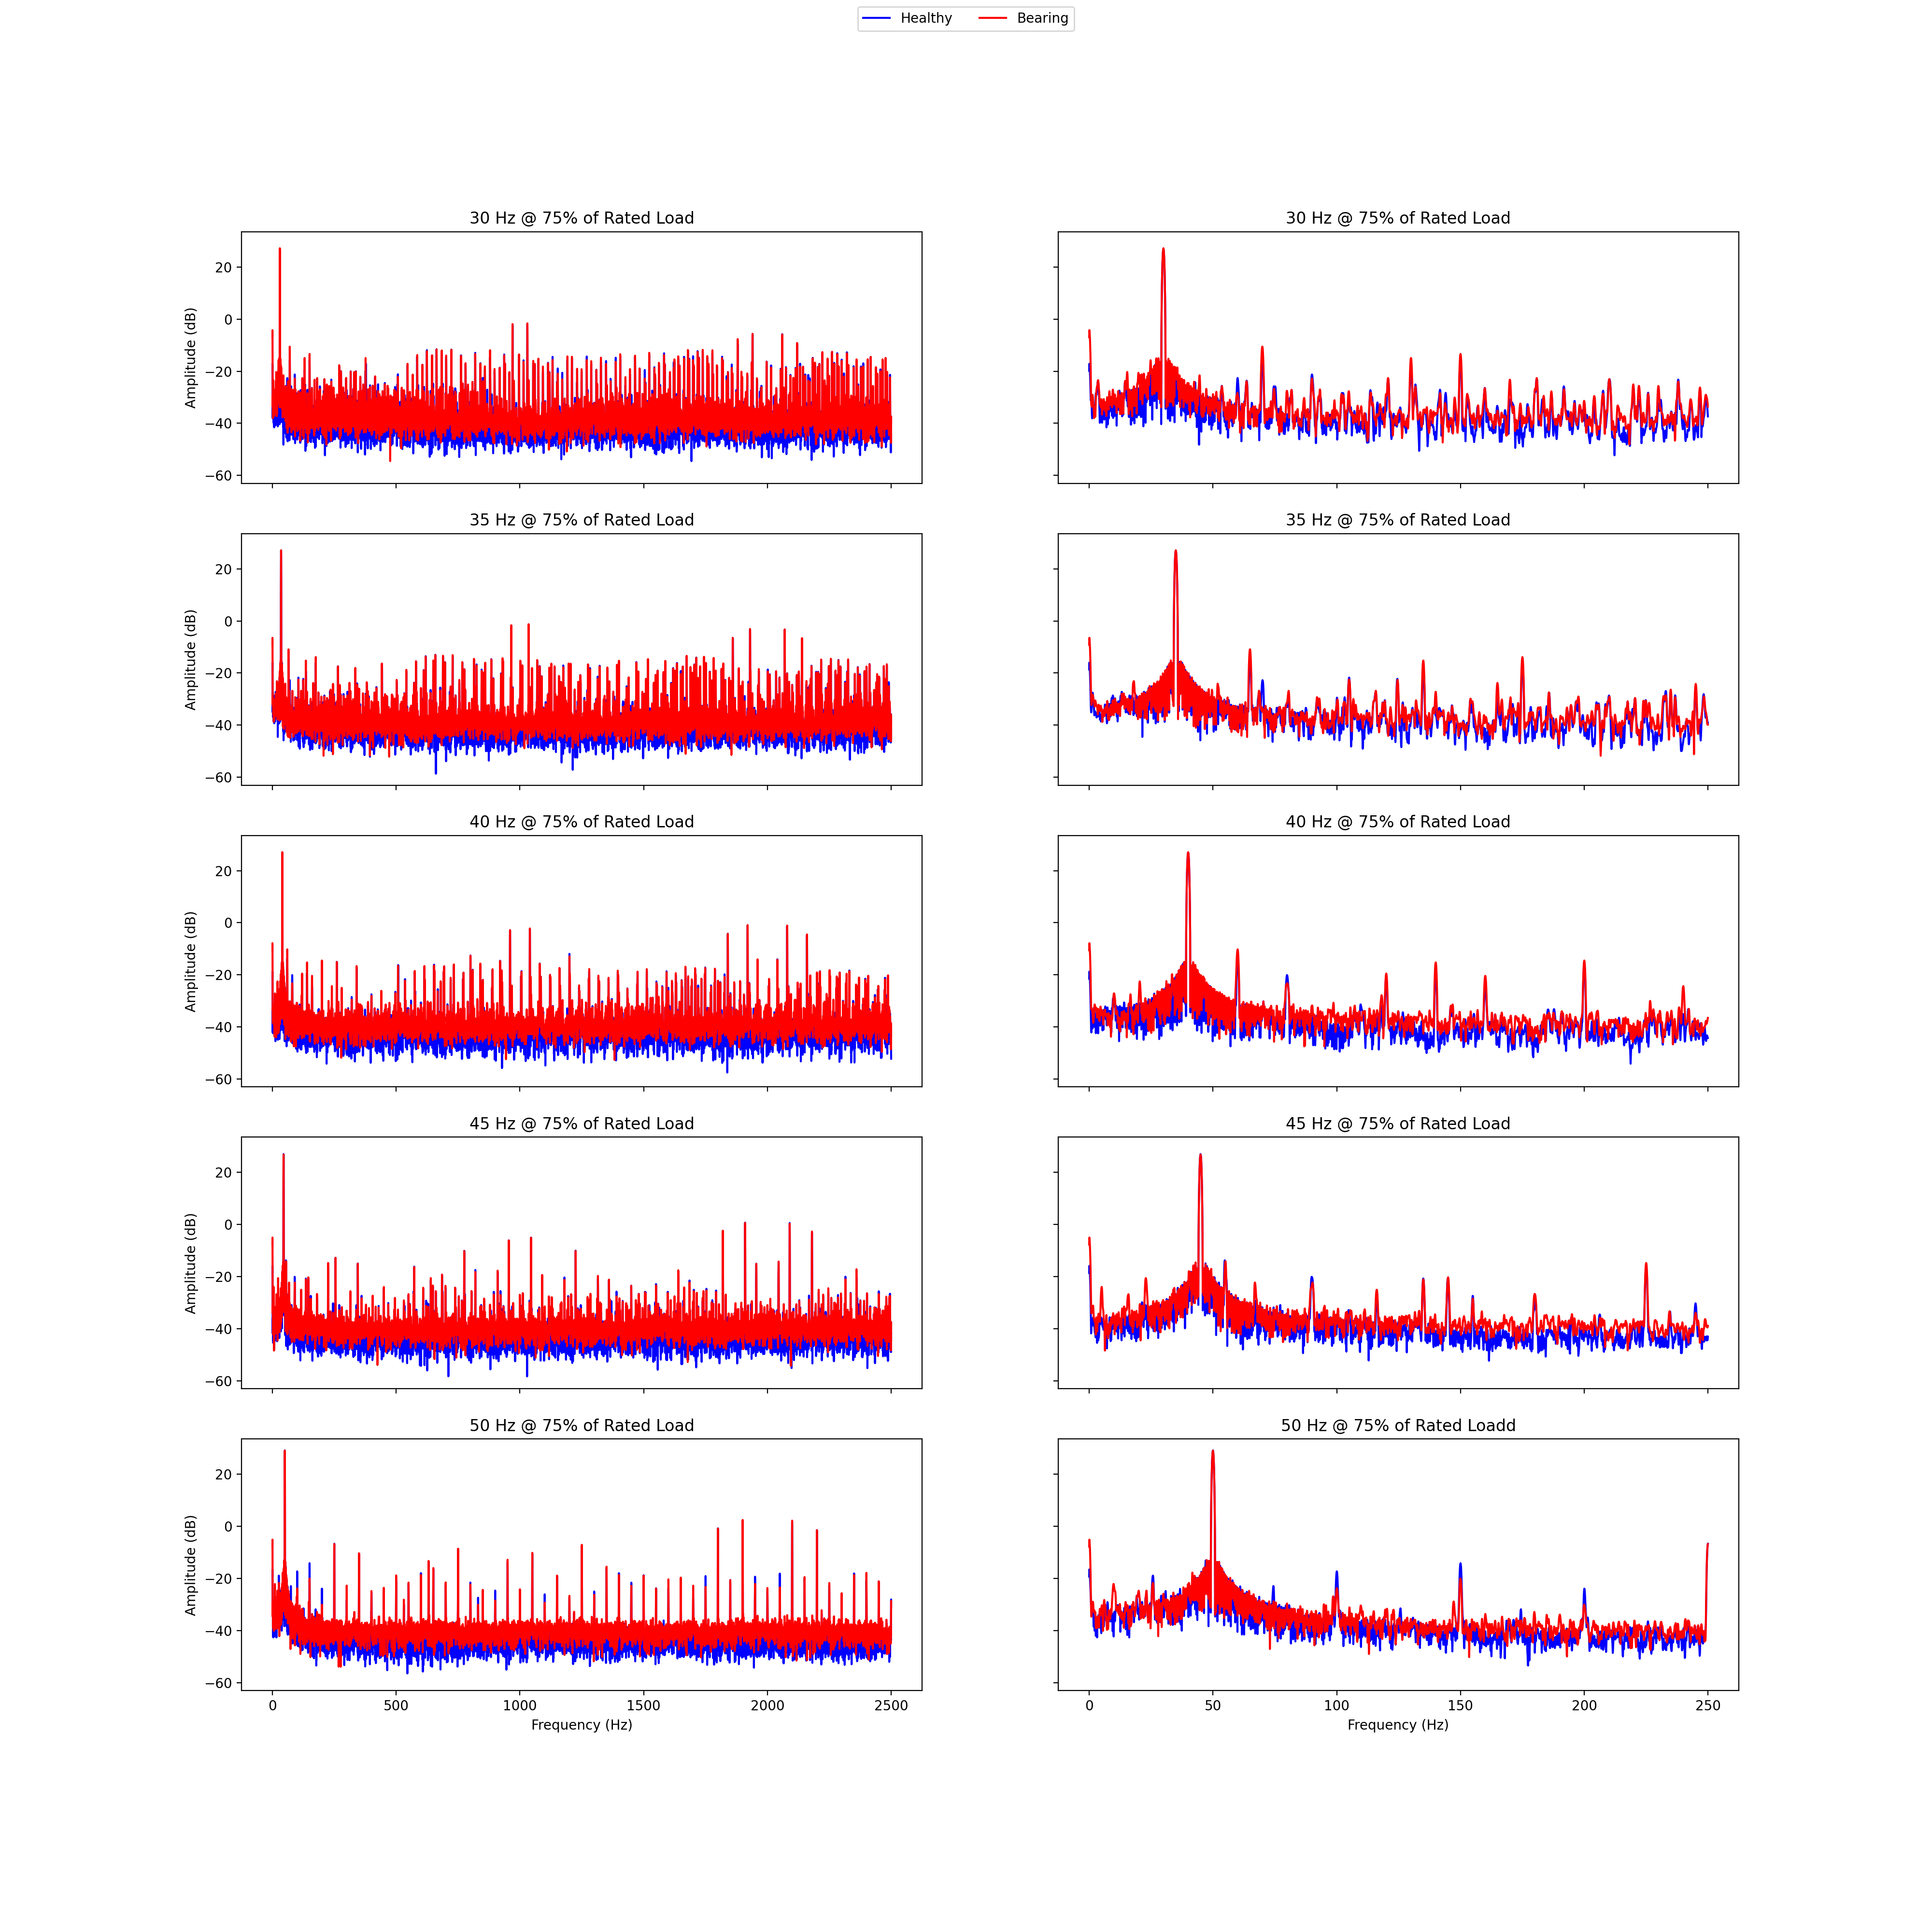 Healthy Bearing
30 Hz @ 75% of Rated Load 30 Hz @ 75% of Rated Load
Amplitude (dB)
20
0
−20
−40
−60
35 Hz @ 75% of Rated Load 35 Hz @ 75% of Rated Load
Amplitude (dB)
20
0
−20
−40
−60
40 Hz @ 75% of Rated Load 40 Hz @ 75% of Rated Load
Amplitude (dB)
20
0
−20
−40
−60
45 Hz @ 75% of Rated Load 45 Hz @ 75% of Rated Load
Amplitude (dB)
20
0
−20
−40
−60
50 Hz @ 75% of Rated Load 50 Hz @ 75% of Rated Loadd
Amplitude (dB)
20
0
−20
−40
−60
0 500 1000 1500 2000 2500 0 50 100 150 200 250
Frequency (Hz) Frequency (Hz)